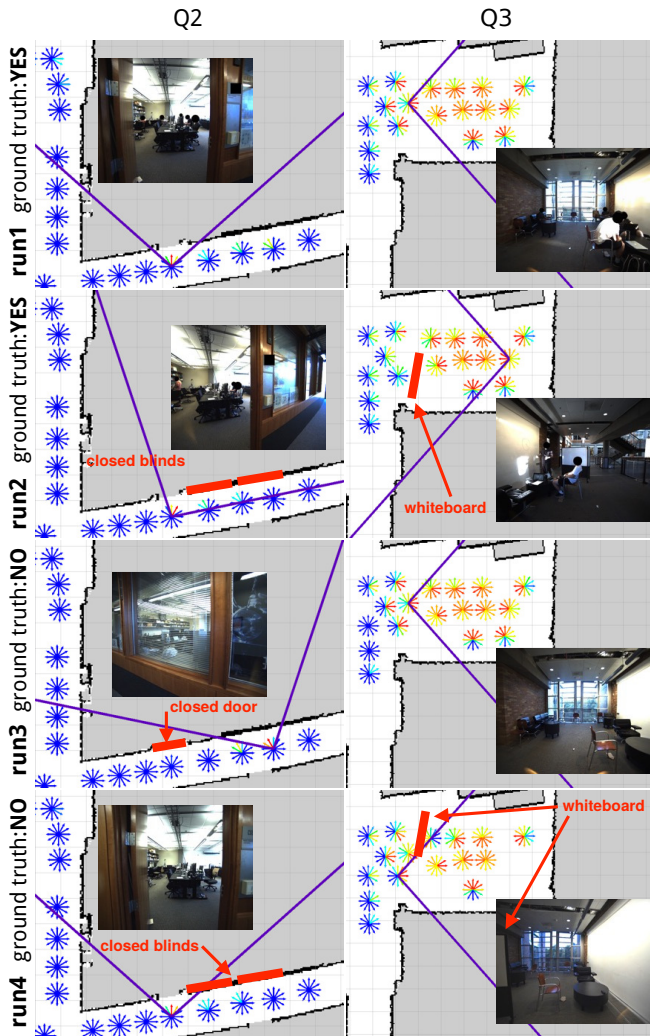 Q2
Q3
run1 ground truth:YES
run2 ground truth:YES
closed blinds
whiteboard
run3 ground truth:NO
closed door
run4 ground truth:NO
whiteboard
closed blinds